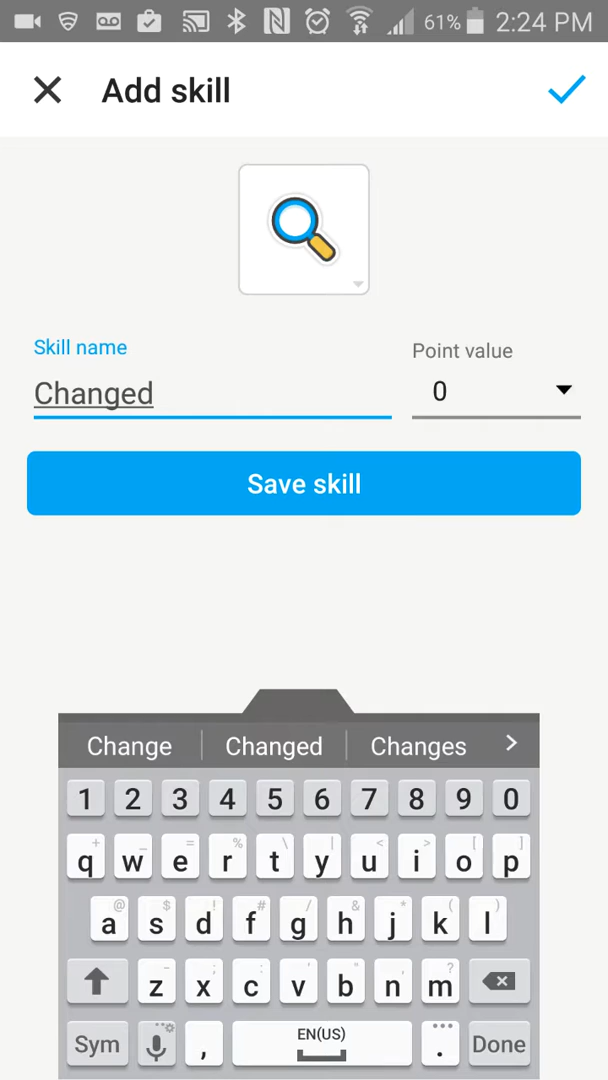 61% 2:24 PM
Add skill
Skill name
Point value
Changed
0
Save skill
Change Changed Changes >
1 2 3 4 5 6 7 8 9 0
+ _ = % \ | < > [ ]
q w e r t y u i o p
@ $ ! # / & * ( )
a s d f g h j k l
- ' : ; " , ?
z x c v b n m
Sym , EN(US) . Done